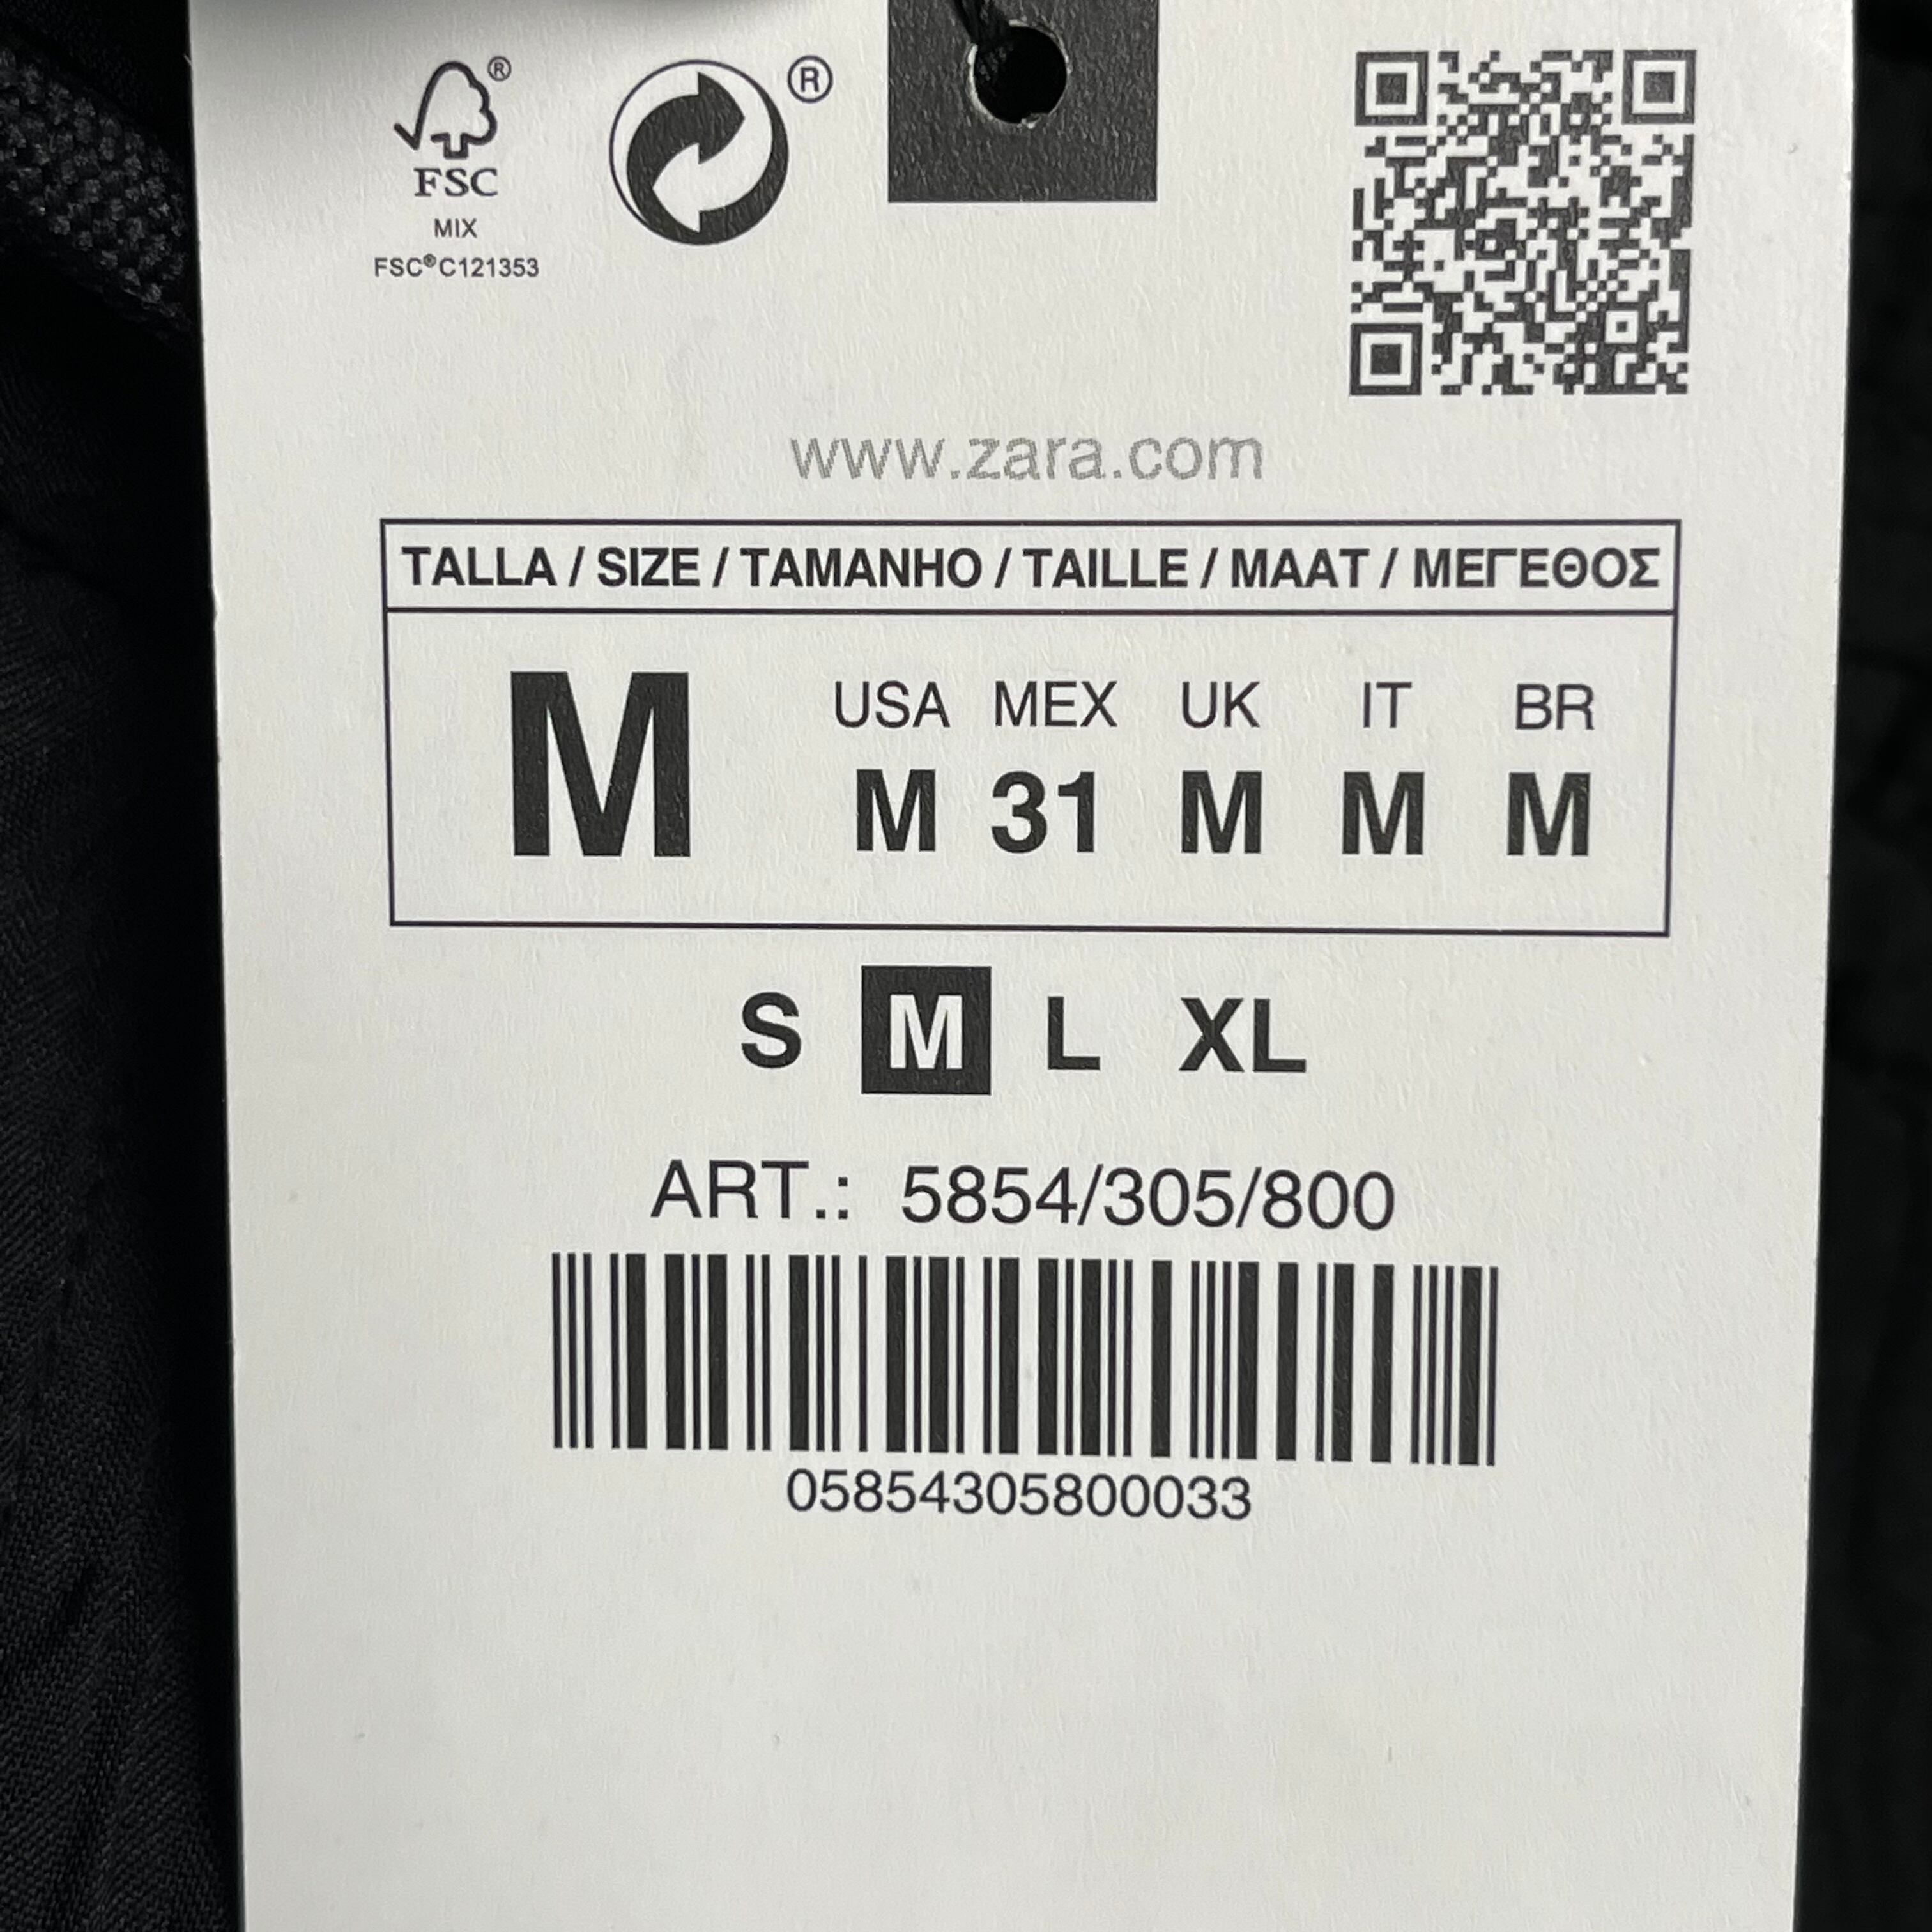 ®
FSC
MIX
FSC®C121353
®
www.zara.com
TALLA / SIZE / TAMANHO / TAILLE / MAAT / ΜΕΓΕΘΟΣ
M
USA MEX UK IT BR
M 31 M M M
S M L XL
ART.: 5854/305/800
05854305800033